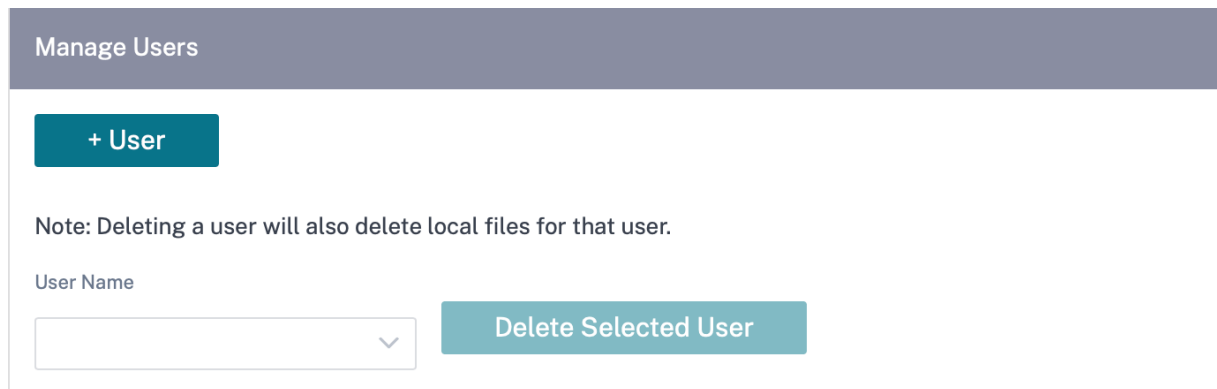 Manage Users
+ User
Note: Deleting a user will also delete local files for that user.
User Name
Delete Selected User